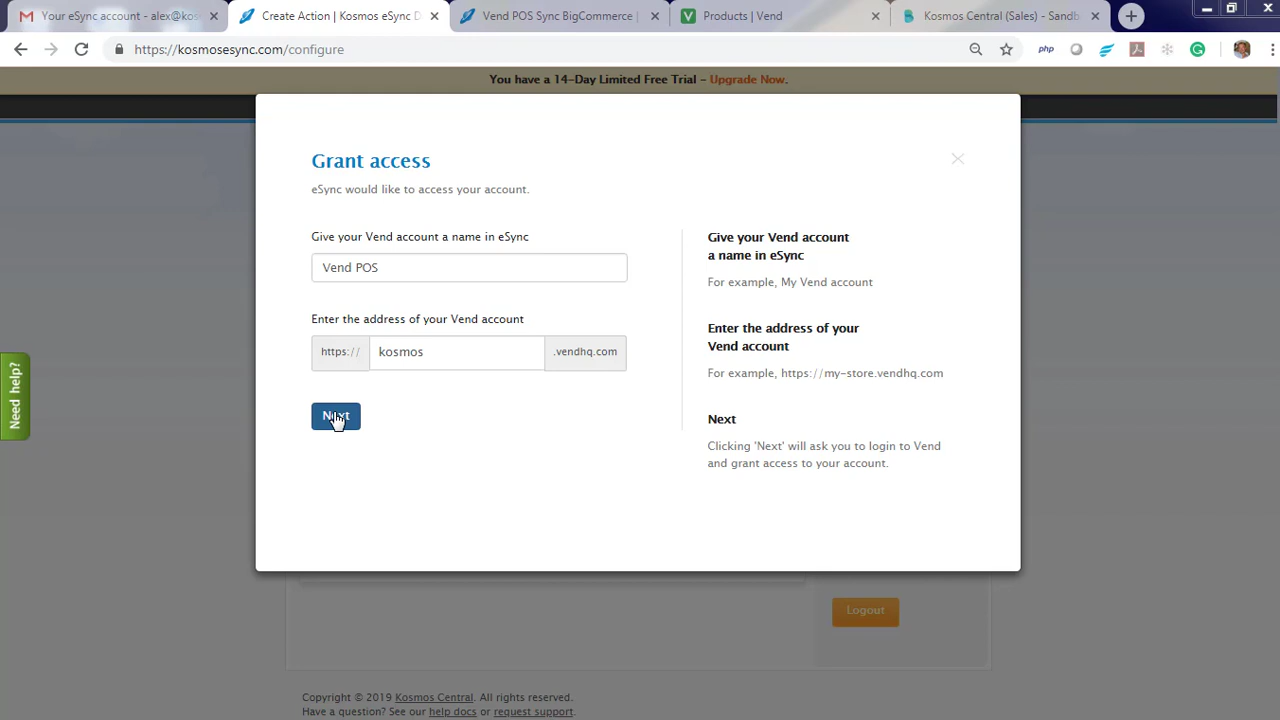 Your eSync account - alex@kos
Create Action | Kosmos eSync D
Vend POS Sync BigCommerce |
Products | Vend
Kosmos Central (Sales) - Sandb
https://kosmosesync.com/configure
php
You have a 14-Day Limited Free Trial - Upgrade Now.
Grant access
eSync would like to access your account.
Give your Vend account a name in eSync
Vend POS
Enter the address of your Vend account
https:// kosmos .vendhq.com
Next
Give your Vend account
a name in eSync
For example, My Vend account
Enter the address of your
Vend account
For example, https://my-store.vendhq.com
Next
Clicking 'Next' will ask you to login to Vend
and grant access to your account.
Need help?
Logout
Copyright © 2019 Kosmos Central. All rights reserved.
Have a question? See our help docs or request support.